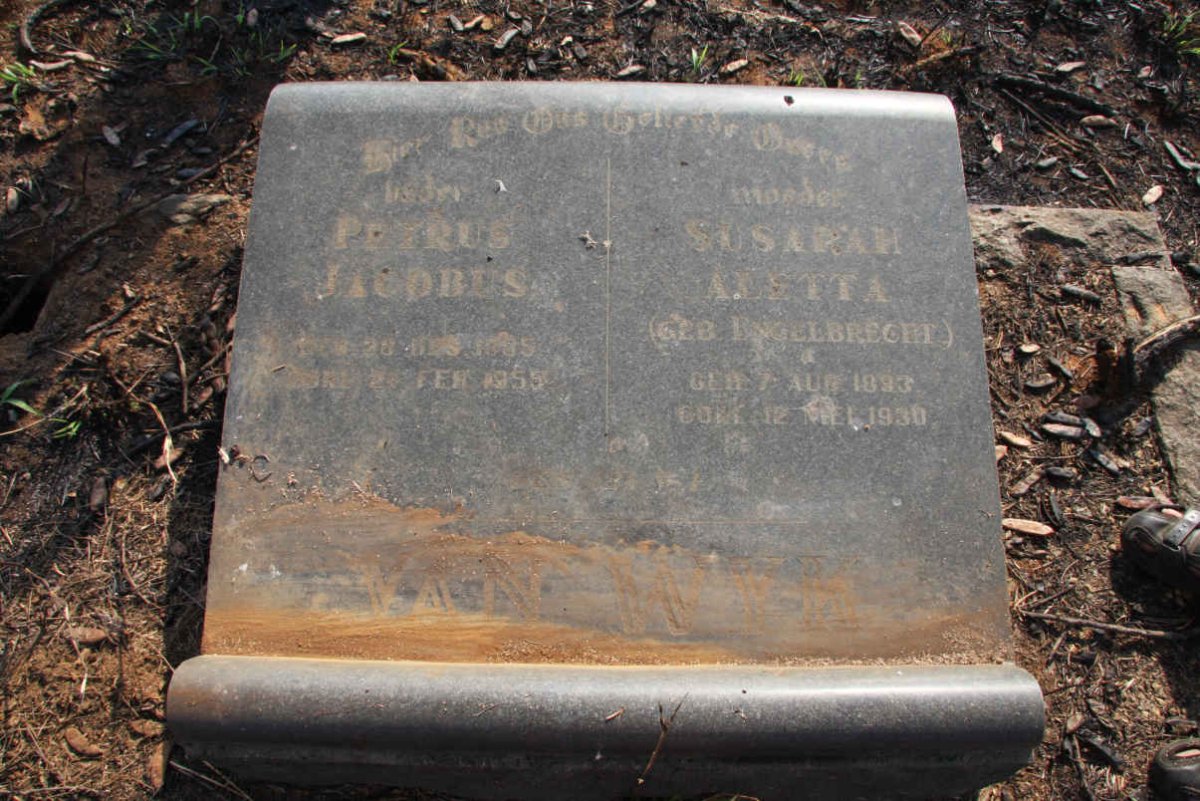 Hier Rus Ons Geliefde Ouers
vader
PETRUS
JACOBUS
moeder
SUSARAH
ALETTA
(GEB ENGELBRECHT)
GEB 7 AUG 1893
OORL 12 MEI 1930
FEB 1955
VAN WYK